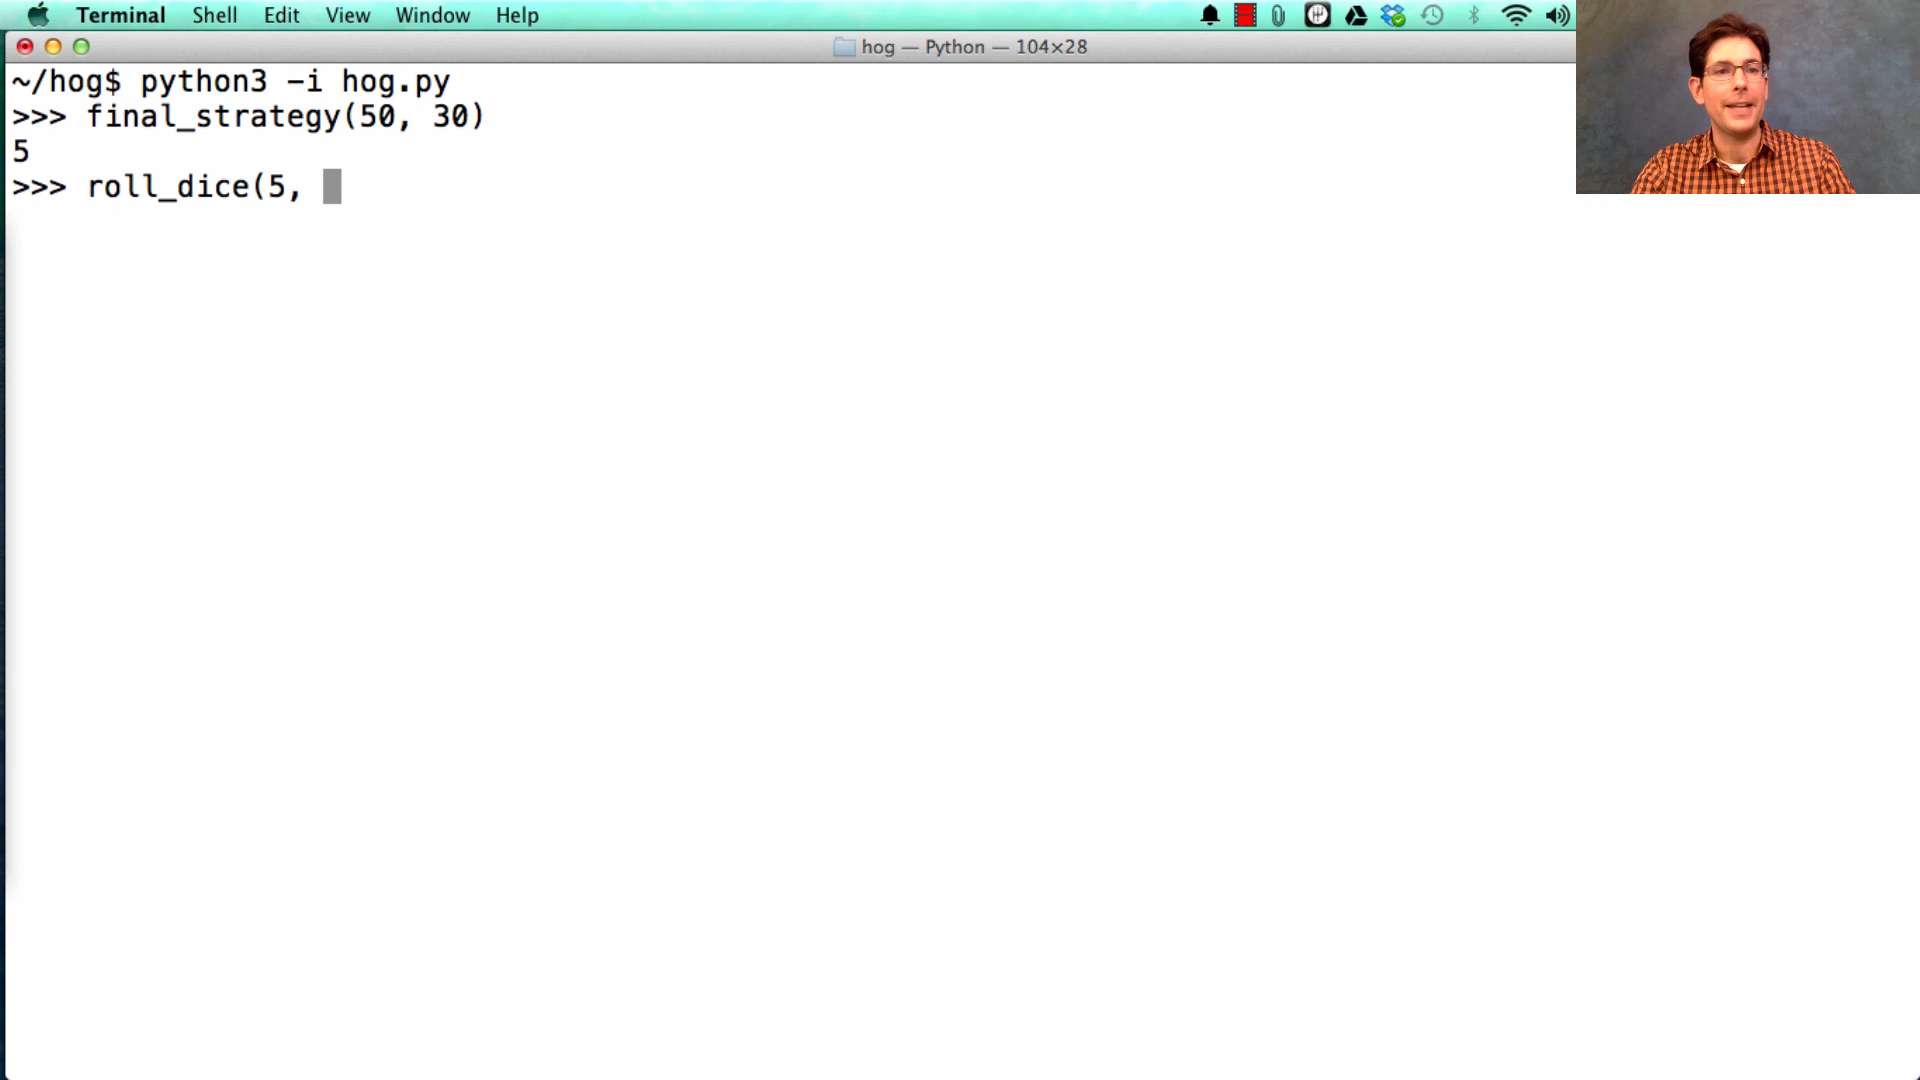 Terminal Shell Edit View Window Help
hog — Python — 104×28
~/hog$ python3 -i hog.py
>>> final_strategy(50, 30)
5
>>> roll_dice(5,